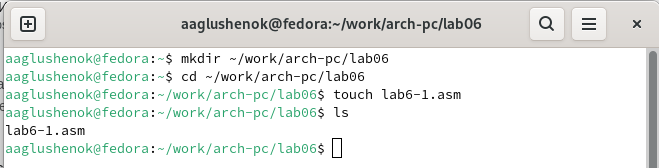 aaglushenok@fedora:~/work/arch-pc/lab06
aaglushenok@fedora:~$ mkdir ~/work/arch-pc/lab06
aaglushenok@fedora:~$ cd ~/work/arch-pc/lab06
aaglushenok@fedora:~/work/arch-pc/lab06$ touch lab6-1.asm
aaglushenok@fedora:~/work/arch-pc/lab06$ ls
lab6-1.asm
aaglushenok@fedora:~/work/arch-pc/lab06$